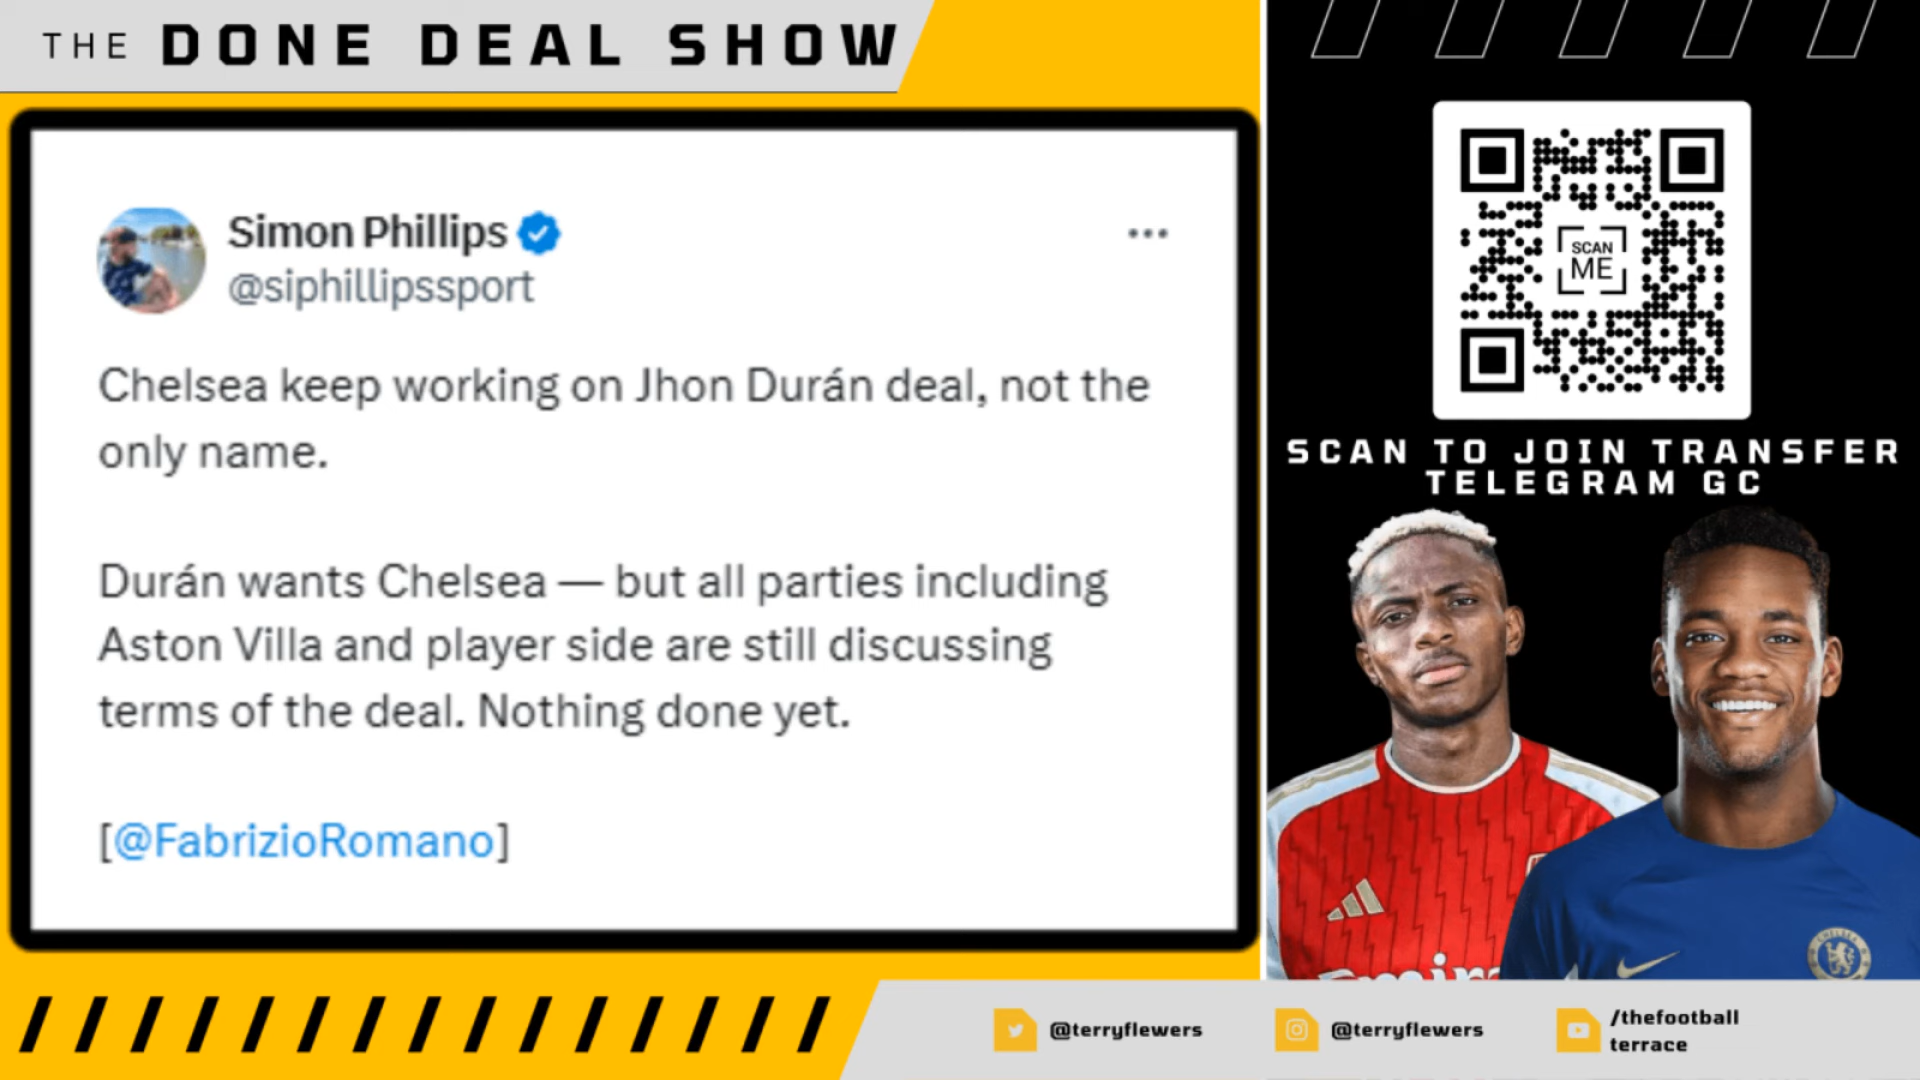 THE DONE DEAL SHOW
Simon Phillips
@siphillipssport
Chelsea keep working on Jhon Durán deal, not the
only name.
Durán wants Chelsea — but all parties including
Aston Villa and player side are still discussing
terms of the deal. Nothing done yet.
[@FabrizioRomano]
SCAN
ME
SCAN TO JOIN TRANSFER
TELEGRAM GC
CHELSEA
@terryflewers
@terryflewers
/thefootball
terrace